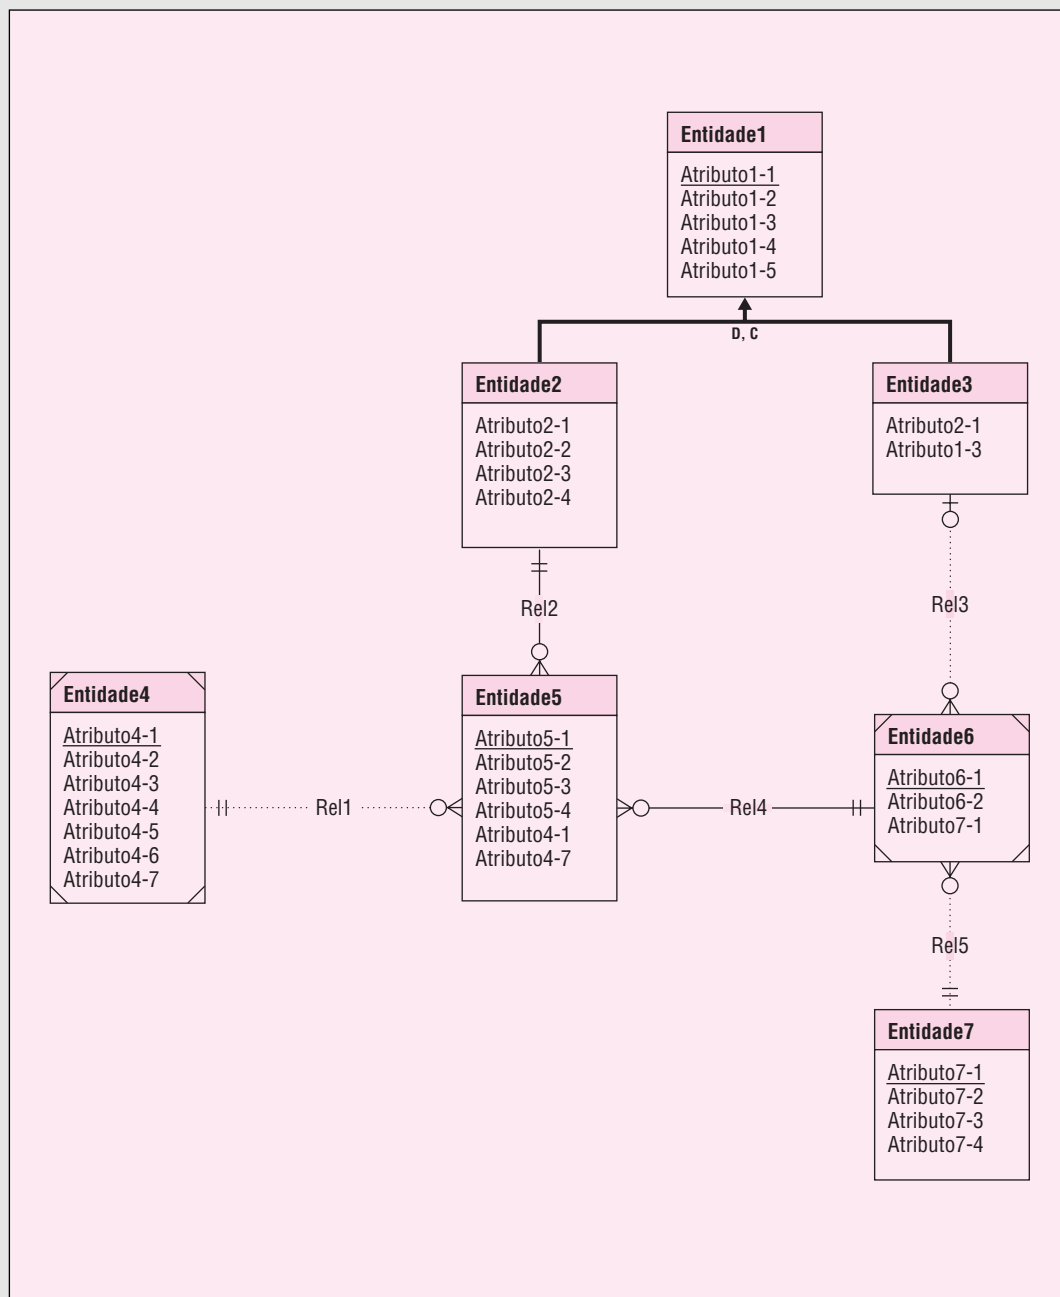 Entidade1
Atributo1-1
Atributo1-2
Atributo1-3
Atributo1-4
Atributo1-5
D, C
Entidade2
Atributo2-1
Atributo2-2
Atributo2-3
Atributo2-4
Entidade3
Atributo2-1
Atributo1-3
Rel2
Rel3
Entidade4
Atributo4-1
Atributo4-2
Atributo4-3
Atributo4-4
Atributo4-5
Atributo4-6
Atributo4-7
Rel1
Entidade5
Atributo5-1
Atributo5-2
Atributo5-3
Atributo5-4
Atributo4-1
Atributo4-7
Rel4
Entidade6
Atributo6-1
Atributo6-2
Atributo7-1
Rel5
Entidade7
Atributo7-1
Atributo7-2
Atributo7-3
Atributo7-4